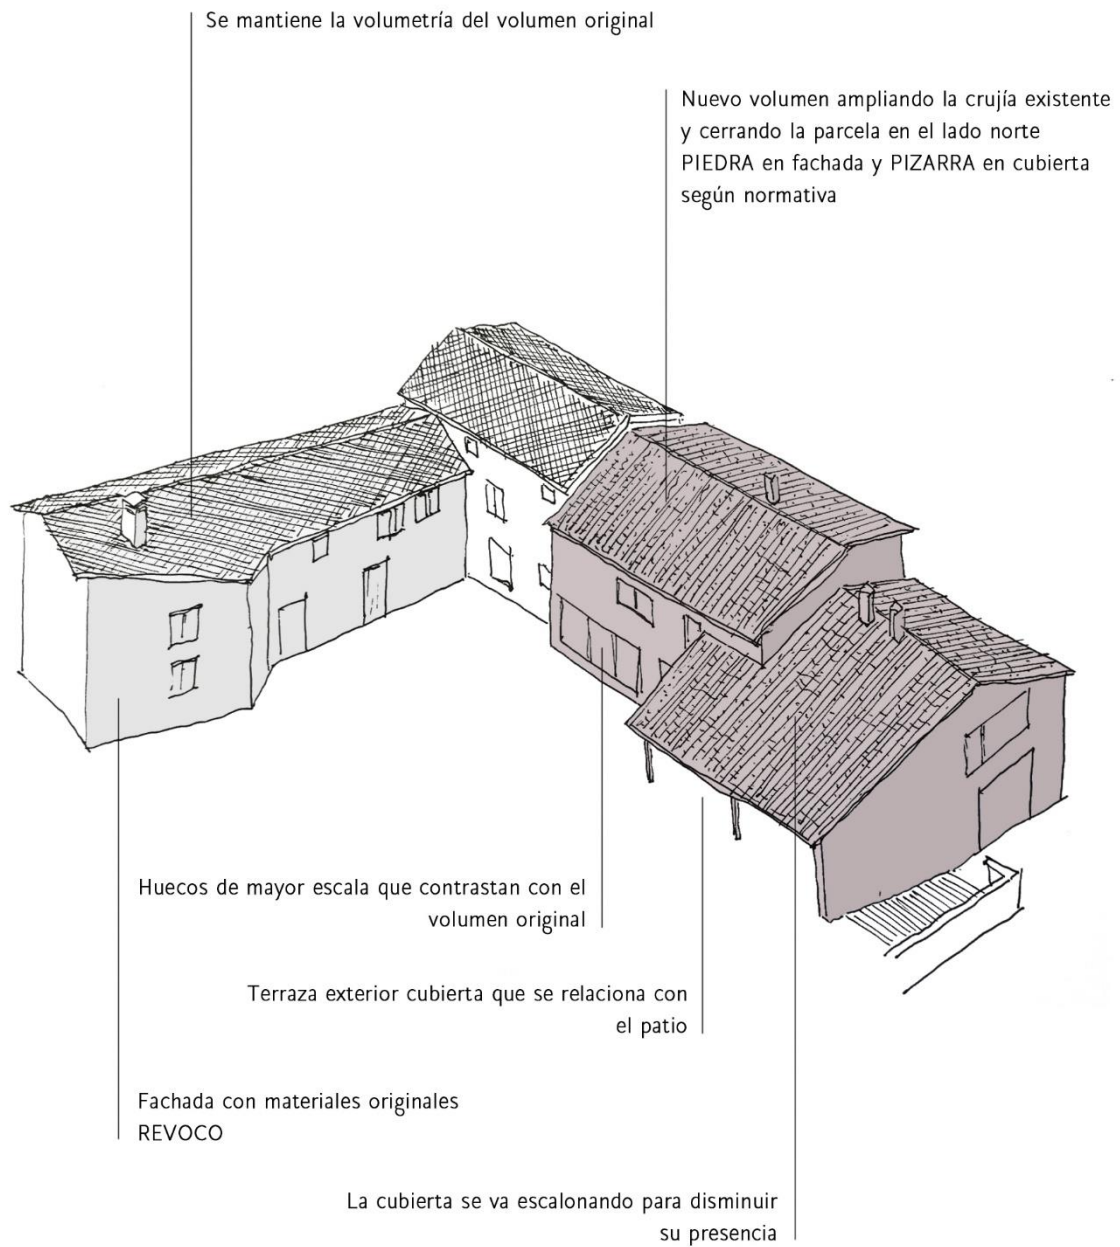 Se mantiene la volumetría del volumen original
Nuevo volumen ampliando la crujía existente
y cerrando la parcela en el lado norte
PIEDRA en fachada y PIZARRA en cubierta
según normativa
Huecos de mayor escala que contrastan con el
volumen original
Terraza exterior cubierta que se relaciona con
el patio
Fachada con materiales originales
REVOCO
La cubierta se va escalonando para disminuir
su presencia